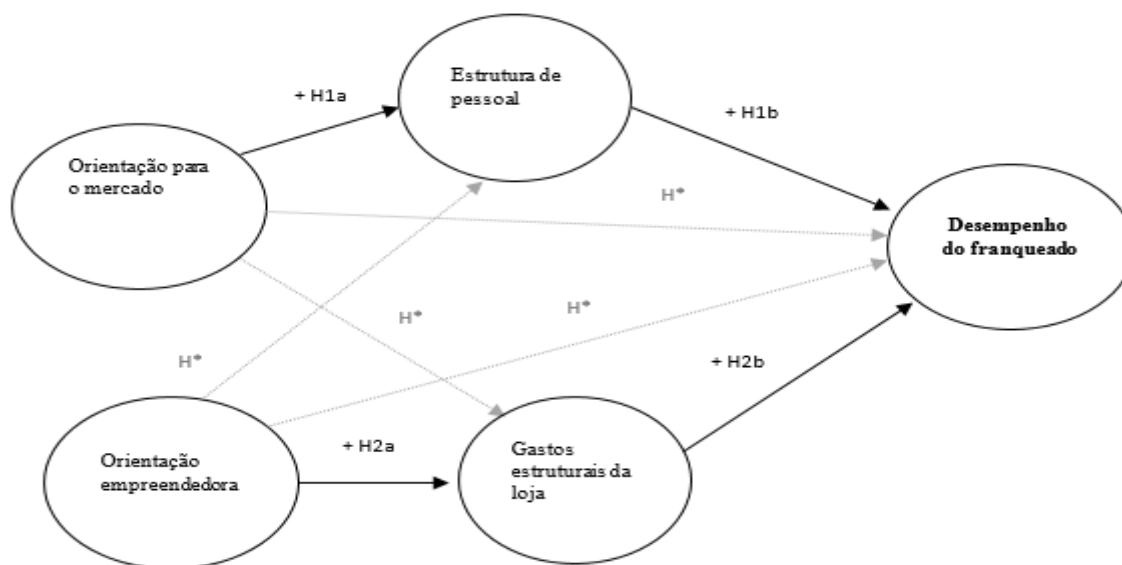 Estrutura de
pessoal
+ H1a
+ H1b
Orientação para
o mercado
H*
Desempenho
do franqueado
H*
H*
H*
+ H2b
Orientação
empreendedora
+ H2a
Gastos
estruturais da
loja